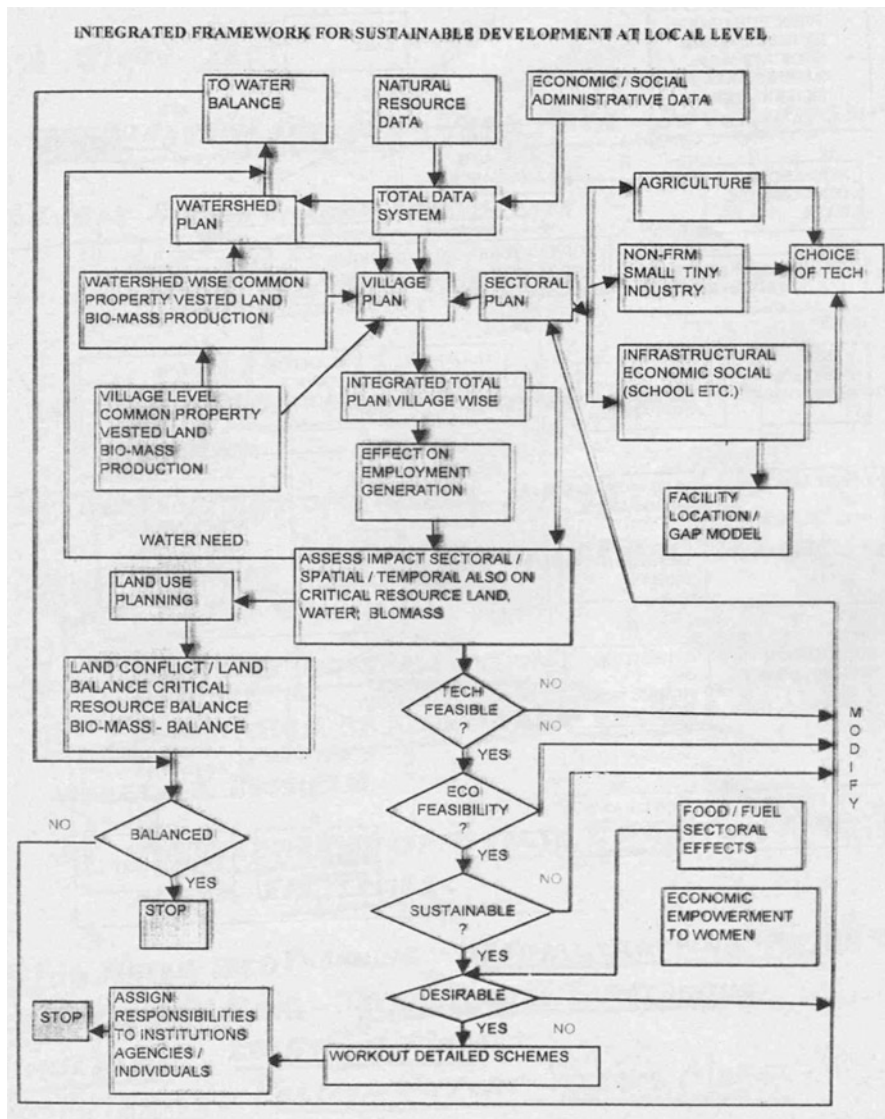 INTEGRATED FRAMEWORK FOR SUSTAINABLE DEVELOPMENT AT LOCAL LEVEL
TO WATER
BALANCE
NATURAL
RESOURCE
DATA
ECONOMIC / SOCIAL
ADMINISTRATIVE DATA
WATERSHED
PLAN
TOTAL DATA
SYSTEM
AGRICULTURE
WATERSHED WISE COMMON
PROPERTY VESTED LAND
BIO-MASS PRODUCTION
VILLAGE
PLAN
SECTORAL
PLAN
NON-FRM
SMALL TINY
INDUSTRY
CHOICE
OF TECH
VILLAGE LEVEL
COMMON PROPERTY
VESTED LAND
BIO-MASS
PRODUCTION
INTEGRATED TOTAL
PLAN VILLAGE WISE
INFRASTRUCTURAL
ECONOMIC SOCIAL
(SCHOOL ETC.)
EFFECT ON
EMPLOYMENT
GENERATION
FACILITY
LOCATION /
GAP MODEL
WATER NEED
LAND USE
PLANNING
ASSESS IMPACT SECTORAL /
SPATIAL / TEMPORAL ALSO ON
CRITICAL RESOURCE LAND,
WATER, BLOMASS
LAND CONFLICT / LAND
BALANCE CRITICAL
RESOURCE BALANCE
BIO-MASS - BALANCE
TECH
FEASIBLE
?
NO
NO
YES
MODIFY
ECO
FEASIBILITY
?
YES
NO
BALANCED
NO
YES
STOP
FOOD / FUEL
SECTORAL
EFFECTS
SUSTAINABLE
?
YES
ECONOMIC
EMPOWERMENT
TO WOMEN
DESIRABLE
YES
NO
STOP
ASSIGN
RESPONSIBILITIES
TO INSTITUTIONS
AGENCIES /
INDIVIDUALS
WORKOUT DETAILED SCHEMES